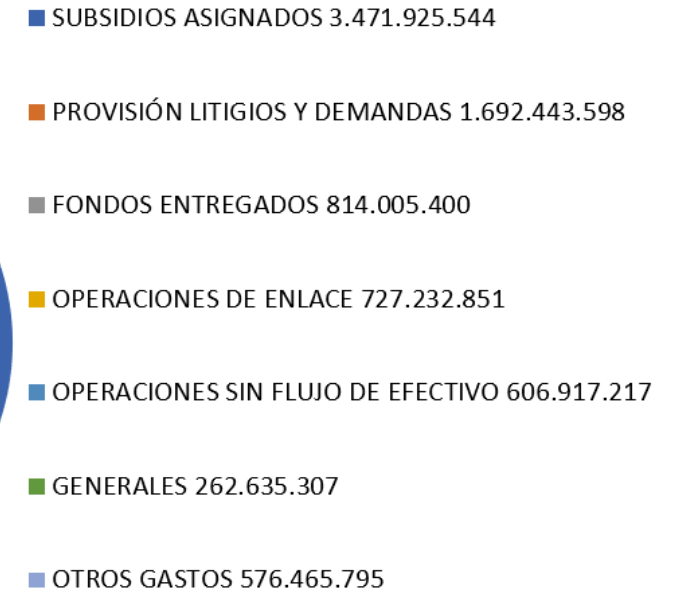 SUBSIDIOS ASIGNADOS 3.471.925.544
PROVISIÓN LITIGIOS Y DEMANDAS 1.692.443.598
FONDOS ENTREGADOS 814.005.400
OPERACIONES DE ENLACE 727.232.851
OPERACIONES SIN FLUJO DE EFECTIVO 606.917.217
GENERALES 262.635.307
OTROS GASTOS 576.465.795